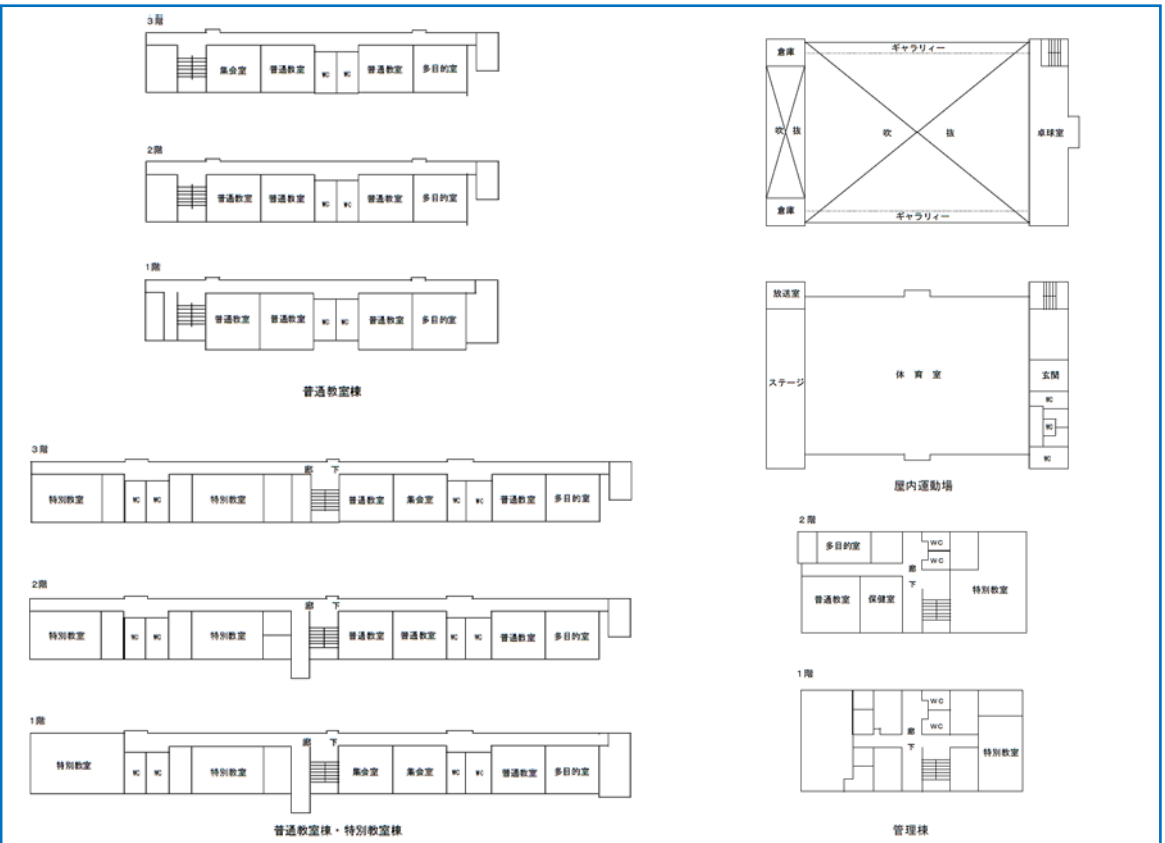 3階
集会室 普通教室 WC WC 普通教室 多目的室
2階
普通教室 普通教室 WC WC 普通教室 多目的室
1階
普通教室 普通教室 WC WC 普通教室 多目的室
普通教室棟
3階
廊下
特別教室 WC WC 特別教室 普通教室 集会室 WC WC 普通教室 多目的室
2階
廊下
特別教室 WC WC 特別教室 普通教室 普通教室 WC WC 普通教室 多目的室
1階
廊下
特別教室 WC WC 特別教室 集会室 集会室 WC WC 普通教室 多目的室
普通教室棟・特別教室棟
倉庫
ギャラリィー
吹抜
吹抜
卓球室
倉庫
ギャラリィー
放送室
ステージ
体育室
玄関
WC
WC
WC
屋内運動場
2階
多目的室
WC
WC
廊下
普通教室 保健室
特別教室
1階
WC
WC
廊下
特別教室
管理棟